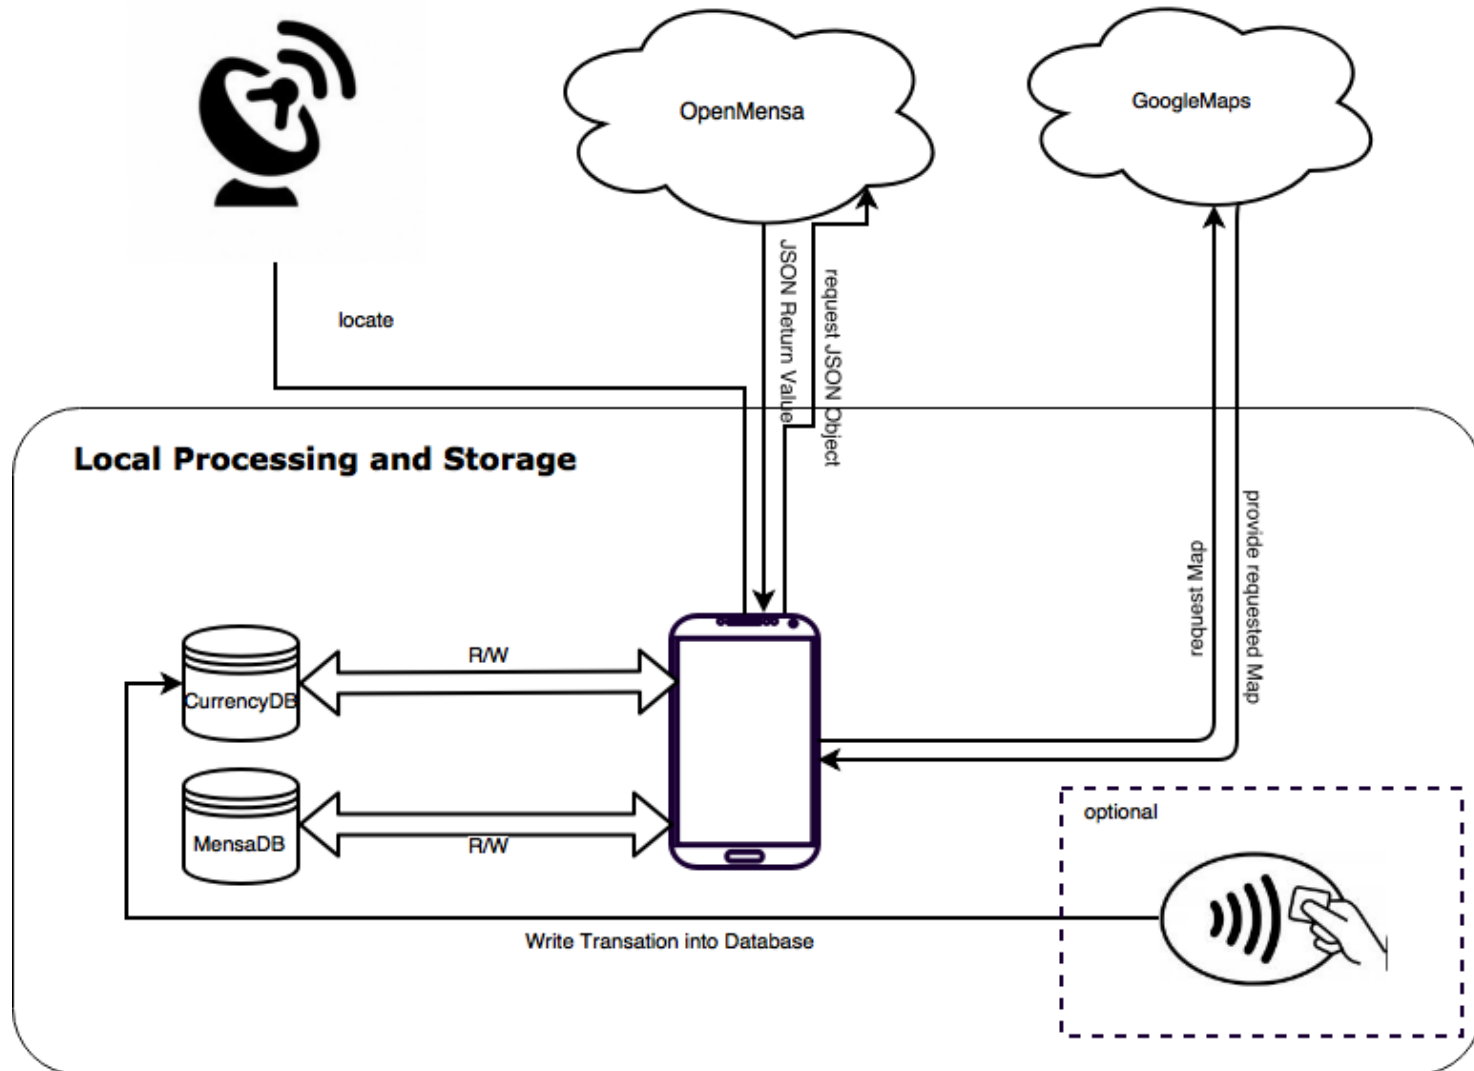 OpenMensa
GoogleMaps
locate
JSON Return Value
request JSON Object
Local Processing and Storage
request Map
provide requested Map
R/W
CurrencyDB
MensaDB
R/W
optional
Write Transation into Database